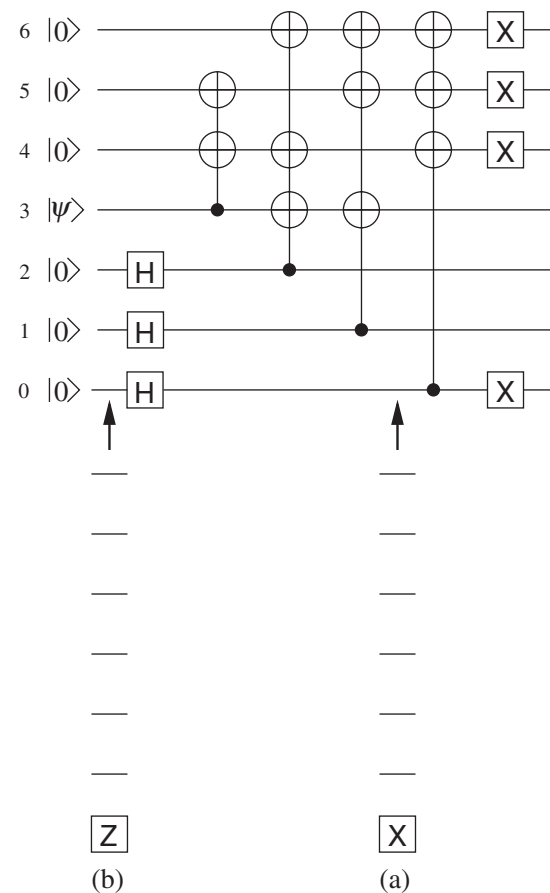 6 |0⟩ X
5 |0⟩ X
4 |0⟩ X
3 |ψ⟩
2 |0⟩ H
1 |0⟩ H
0 |0⟩ H X
Z X
(b) (a)